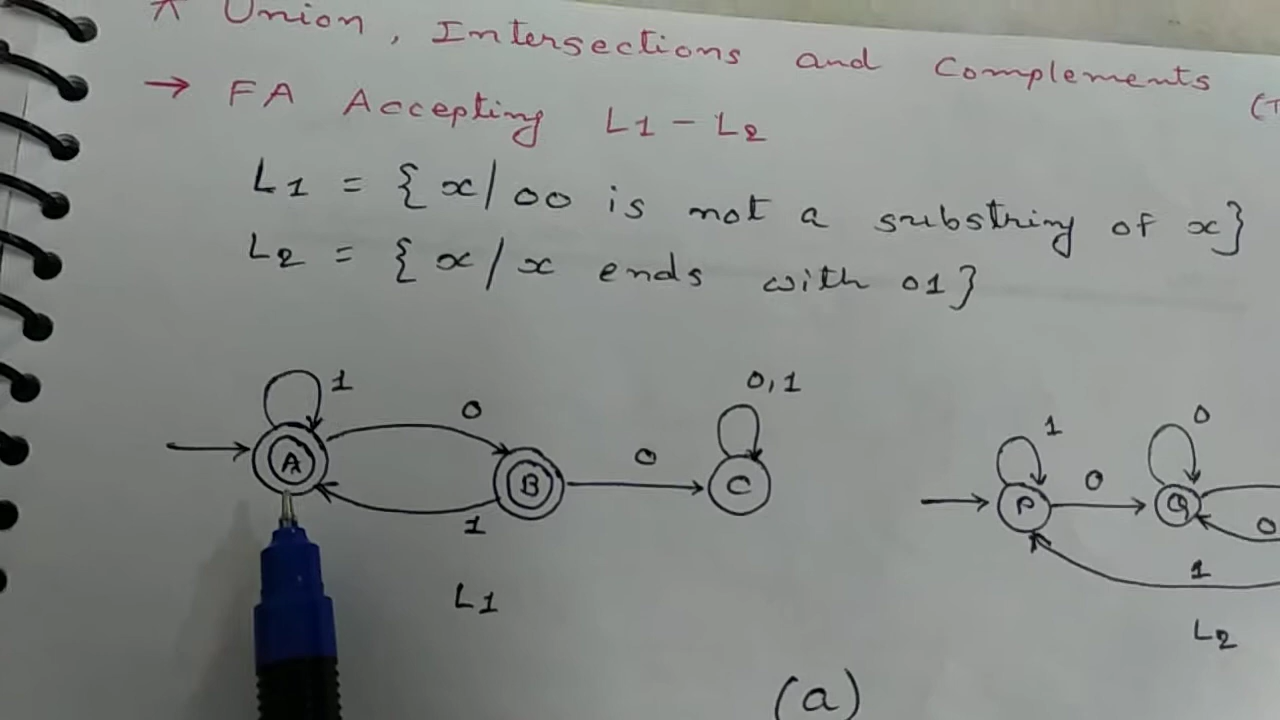 * Union, Intersections and Complements
→ FA Accepting L1 - L2 (T
L1 = {x/00 is not a substring of x}
L2 = {x/x ends with 01}
1 0 0,1
A B 0 C
1
L1
1 0
P 0 Q
0
1
L2
(a)